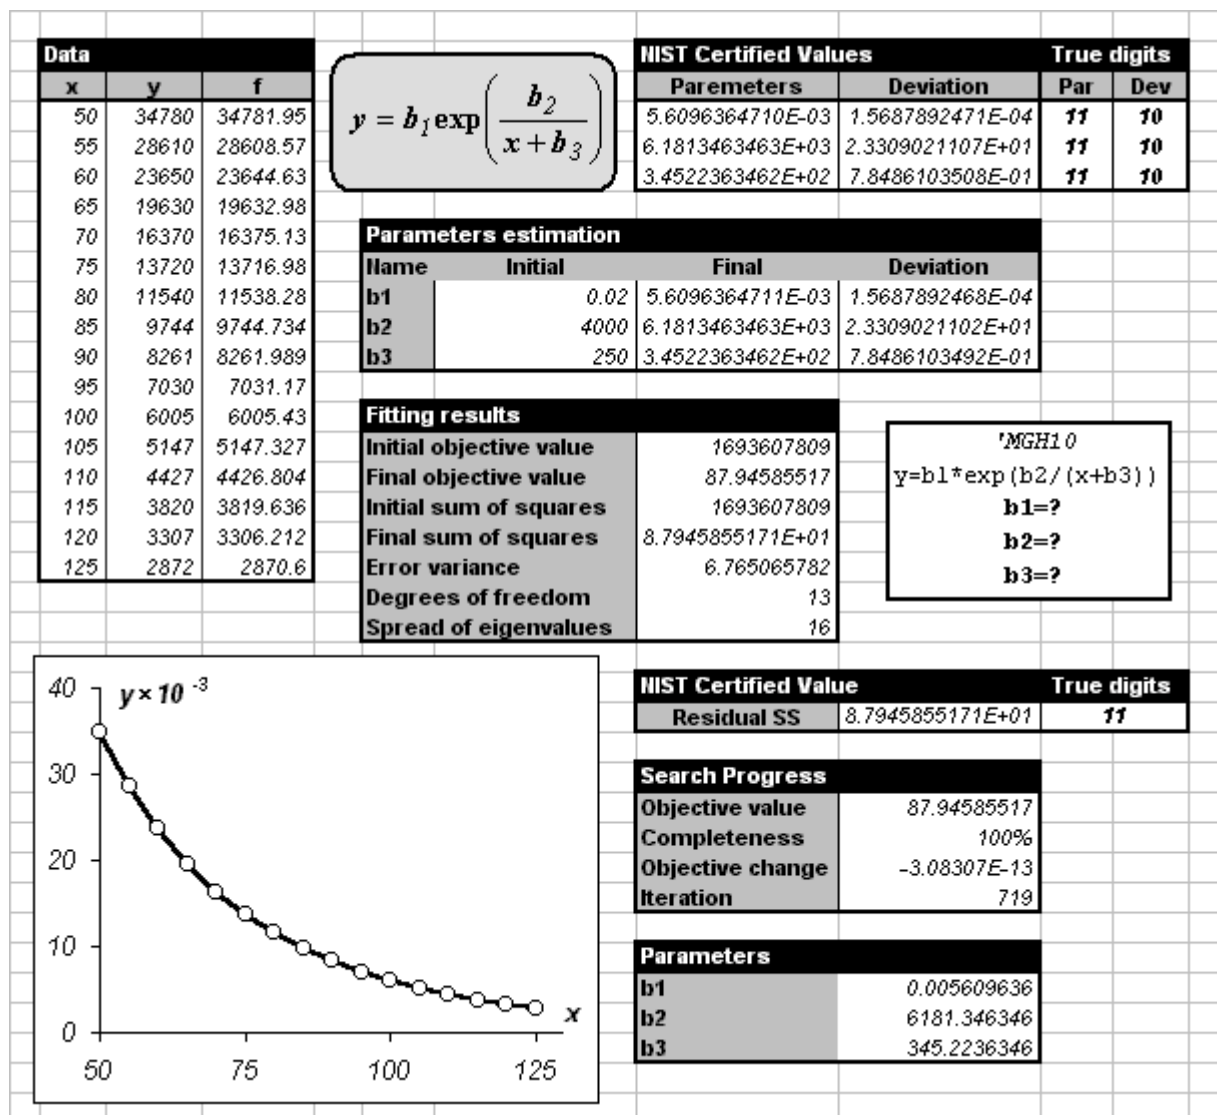 Data
x y f
50 34780 34781.95
55 28610 28608.57
60 23650 23644.63
65 19630 19632.98
70 16370 16375.13
75 13720 13716.98
80 11540 11538.28
85 9744 9744.734
90 8261 8261.989
95 7030 7031.17
100 6005 6005.43
105 5147 5147.327
110 4427 4426.804
115 3820 3819.636
120 3307 3306.212
125 2872 2870.6
y = b1 exp( b2 / (x + b3) )
NIST Certified Values True digits
Paremeters Deviation Par Dev
5.6096364710E-03 1.5687892471E-04 11 10
6.1813463463E+03 2.3309021107E+01 11 10
3.4522363462E+02 7.8486103508E-01 11 10
Parameters estimation
Name Initial Final Deviation
b1 0.02 5.6096364711E-03 1.5687892468E-04
b2 4000 6.1813463463E+03 2.3309021102E+01
b3 250 3.4522363462E+02 7.8486103492E-01
Fitting results
Initial objective value 1693607809
Final objective value 87.94585517
Initial sum of squares 1693607809
Final sum of squares 8.7945855171E+01
Error variance 6.765065782
Degrees of freedom 13
Spread of eigenvalues 16
'MGH10
y=b1*exp(b2/(x+b3))
b1=?
b2=?
b3=?
y × 10 -3
40
30
20
10
0
50 75 100 125
x
NIST Certified Value True digits
Residual SS 8.7945855171E+01 11
Search Progress
Objective value 87.94585517
Completeness 100%
Objective change -3.08307E-13
Iteration 719
Parameters
b1 0.005609636
b2 6181.346346
b3 345.2236346